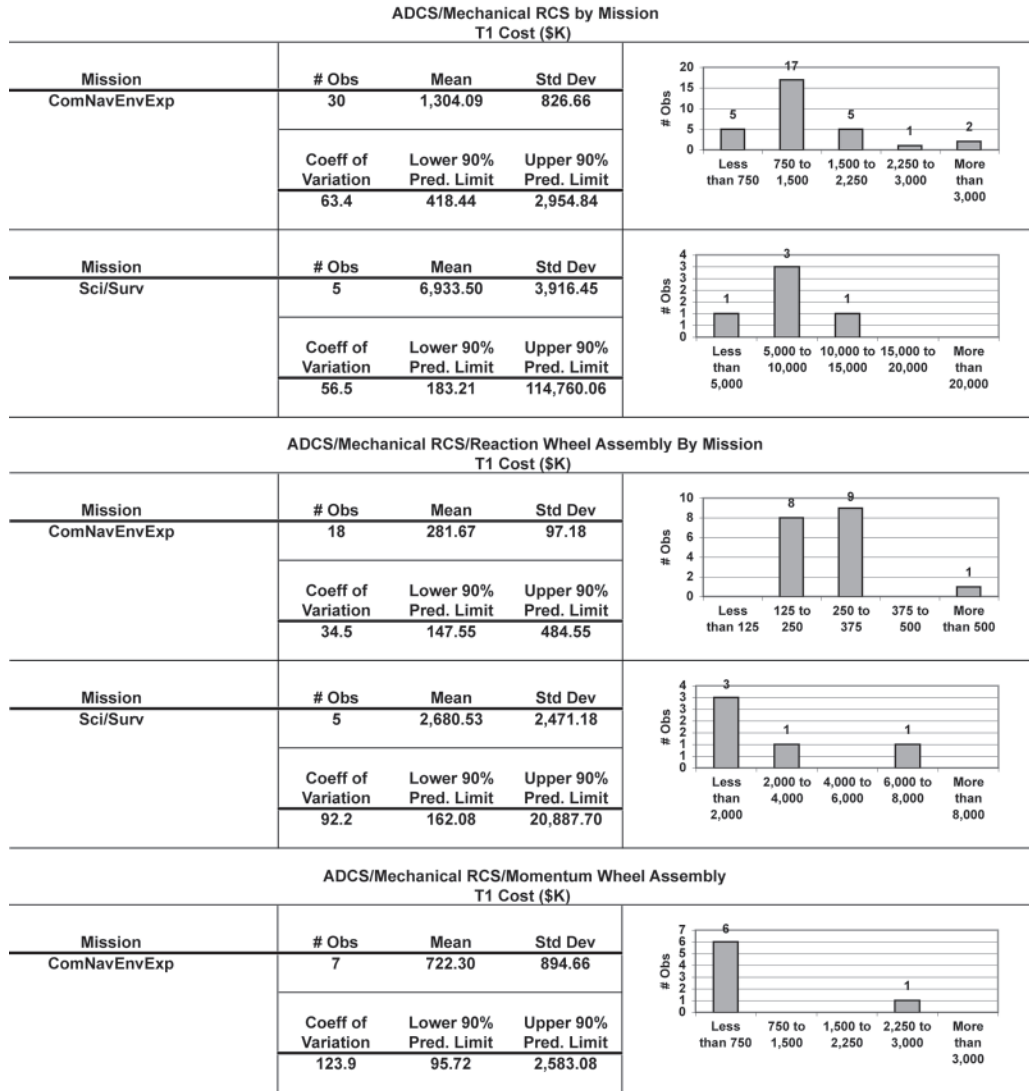 ADCS/Mechanical RCS by Mission
T1 Cost ($K)
Mission # Obs Mean Std Dev
ComNavEnvExp 30 1,304.09 826.66
Coeff of Lower 90% Upper 90%
Variation Pred. Limit Pred. Limit
63.4 418.44 2,954.84
# Obs
20
15
10
5
0
5 17 5 1 2
Less 750 to 1,500 to 2,250 to More
than 750 1,500 2,250 3,000 than
3,000
Mission # Obs Mean Std Dev
Sci/Surv 5 6,933.50 3,916.45
Coeff of Lower 90% Upper 90%
Variation Pred. Limit Pred. Limit
56.5 183.21 114,760.06
# Obs
4
3
3
2
2
1
1
0
1 3 1
Less 5,000 to 10,000 to 15,000 to More
than 10,000 15,000 20,000 than
5,000 20,000
ADCS/Mechanical RCS/Reaction Wheel Assembly By Mission
T1 Cost ($K)
Mission # Obs Mean Std Dev
ComNavEnvExp 18 281.67 97.18
Coeff of Lower 90% Upper 90%
Variation Pred. Limit Pred. Limit
34.5 147.55 484.55
# Obs
10
8
6
4
2
0
8 9 1
Less 125 to 250 to 375 to More
than 125 250 375 500 than 500
Mission # Obs Mean Std Dev
Sci/Surv 5 2,680.53 2,471.18
Coeff of Lower 90% Upper 90%
Variation Pred. Limit Pred. Limit
92.2 162.08 20,887.70
# Obs
4
3
3
2
2
1
1
0
3 1 1
Less 2,000 to 4,000 to 6,000 to More
than 4,000 6,000 8,000 than
2,000 8,000
ADCS/Mechanical RCS/Momentum Wheel Assembly
T1 Cost ($K)
Mission # Obs Mean Std Dev
ComNavEnvExp 7 722.30 894.66
Coeff of Lower 90% Upper 90%
Variation Pred. Limit Pred. Limit
123.9 95.72 2,583.08
# Obs
7
6
5
4
3
2
1
0
6 1
Less 750 to 1,500 to 2,250 to More
than 750 1,500 2,250 3,000 than
3,000